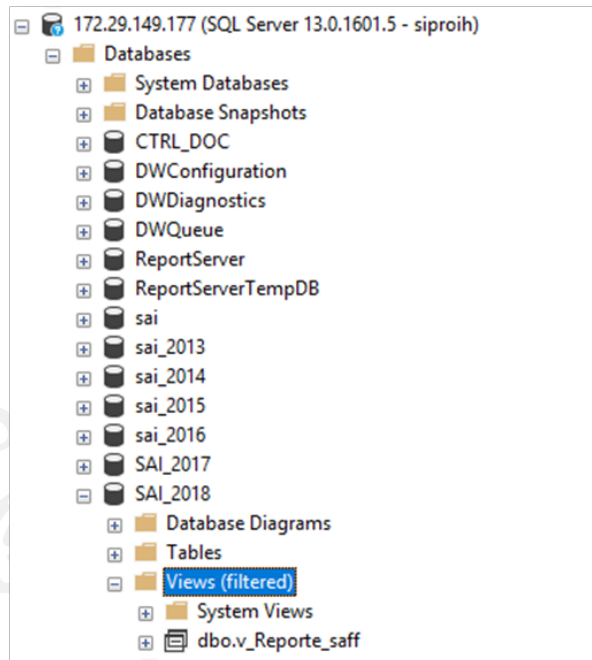 172.29.149.177 (SQL Server 13.0.1601.5 - siproih)
Databases
System Databases
Database Snapshots
CTRL_DOC
DWConfiguration
DWDiagnostics
DWQueue
ReportServer
ReportServerTempDB
sai
sai_2013
sai_2014
sai_2015
sai_2016
SAI_2017
SAI_2018
Database Diagrams
Tables
Views (filtered)
System Views
dbo.v_Reporte_saff